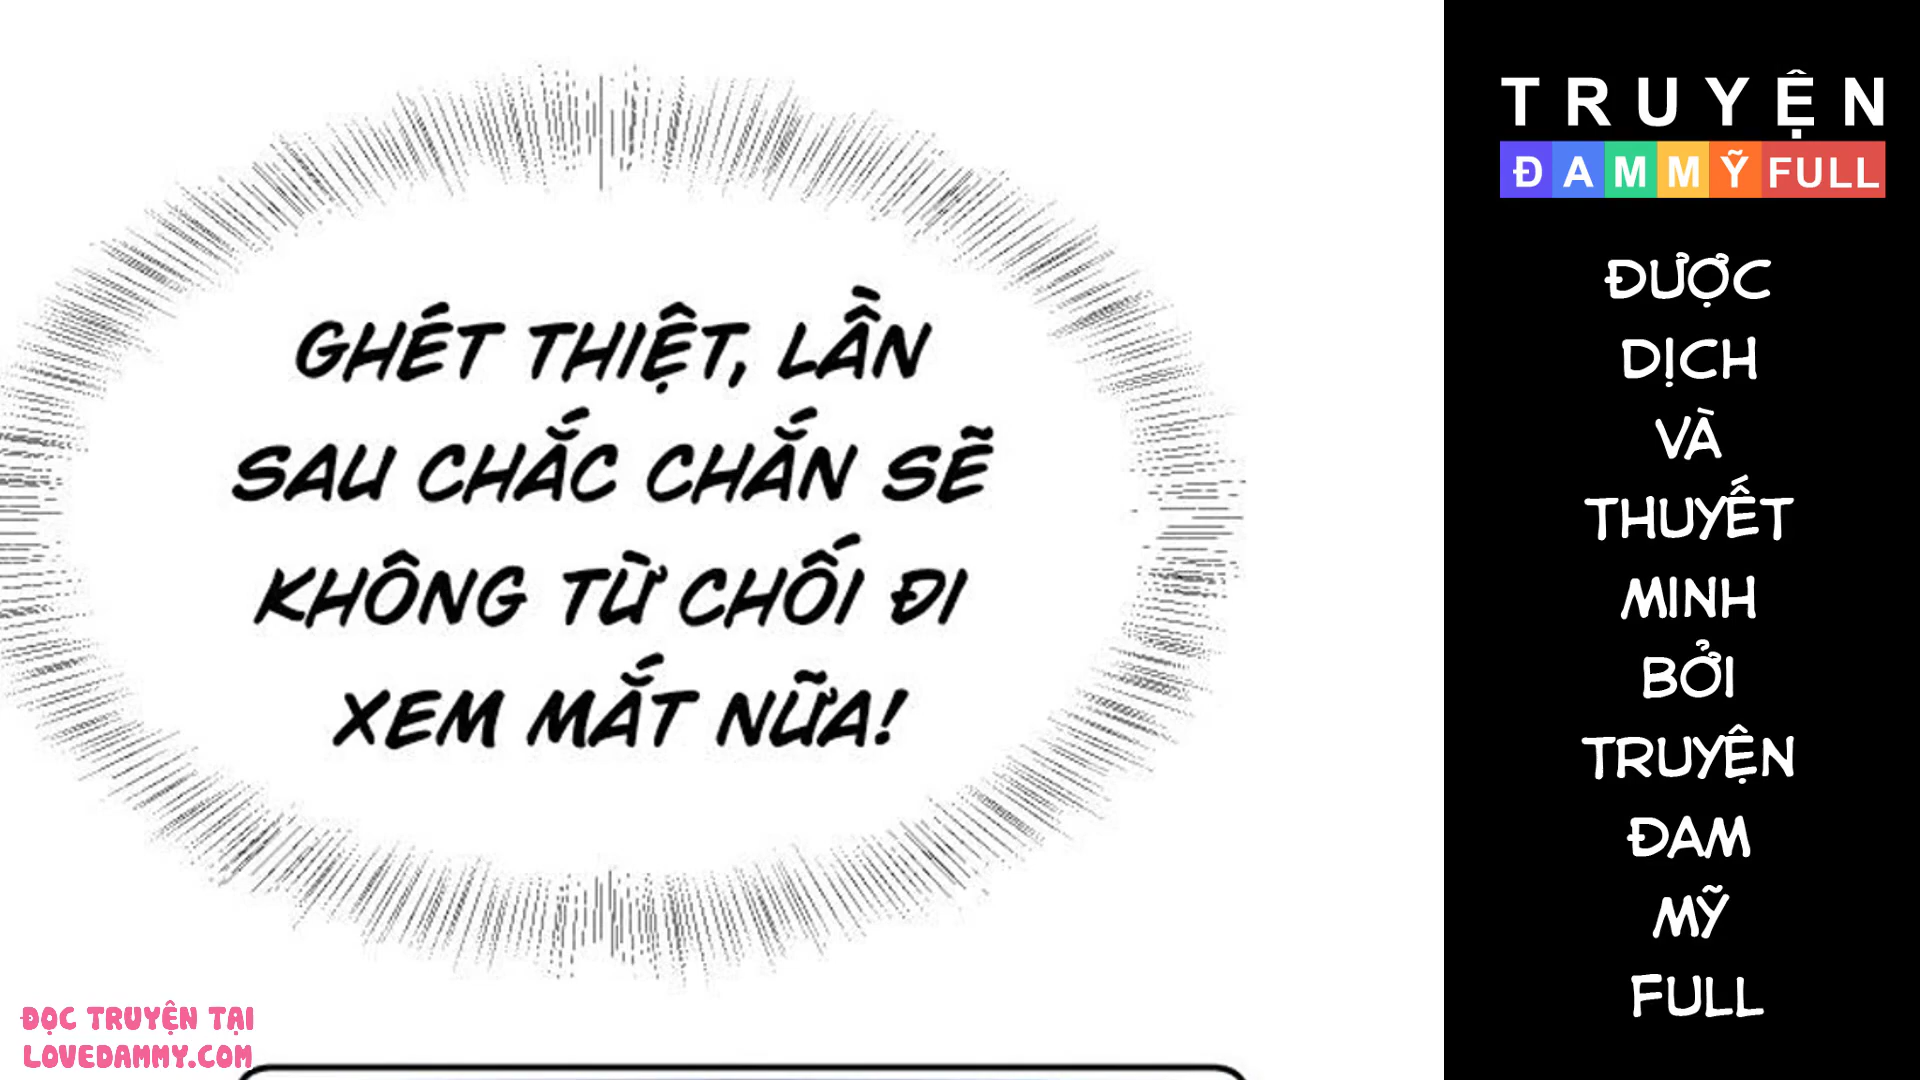 GHÉT THIỆT, LẦN
SAU CHẮC CHẮN SẼ
KHÔNG TỪ CHỐI ĐI
XEM MẮT NỮA!
ĐỌC TRUYỆN TẠI
LOVEDAMMY.COM
TRUYỆN
ĐAMMỸFULL
ĐƯỢC
DỊCH
VÀ
THUYẾT
MINH
BỞI
TRUYỆN
ĐAM
MỸ
FULL